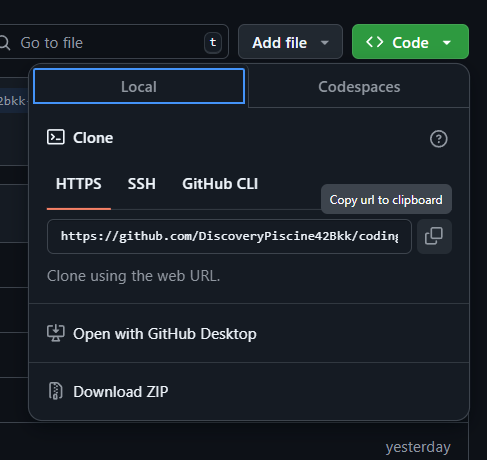 Go to file
t
Add file
Code
2bkk
Local
Codespaces
Clone
HTTPS
SSH
GitHub CLI
Copy url to clipboard
https://github.com/DiscoveryPiscine42Bkk/coding
Clone using the web URL.
Open with GitHub Desktop
Download ZIP
yesterday